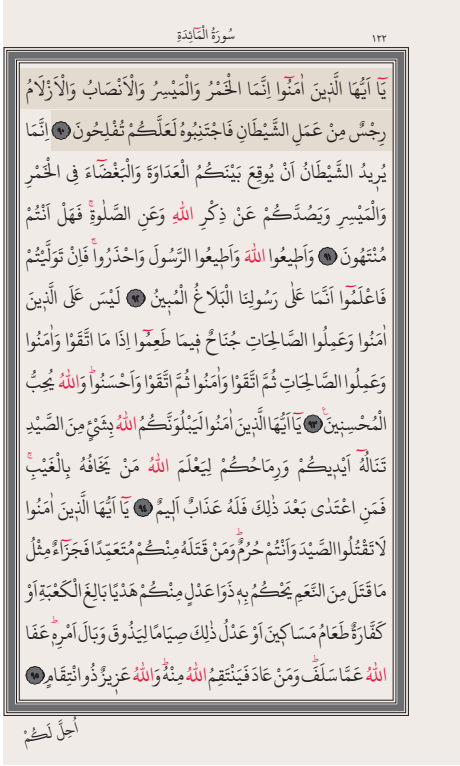 سُورَةُ الْمَائِدَةِ ١٢٢
يَٓا اَيُّهَا الَّذِينَ اٰمَنُٓوا اِنَّمَا الْخَمْرُ وَالْمَيْسِرُ وَالْاَنْصَابُ وَالْاَزْلَامُ
رِجْسٌ مِنْ عَمَلِ الشَّيْطَانِ فَاجْتَنِبُوهُ لَعَلَّكُمْ تُفْلِحُونَ ٩٠ اِنَّمَا
يُرِيدُ الشَّيْطَانُ اَنْ يُوقِعَ بَيْنَكُمُ الْعَدَاوَةَ وَالْبَغْضَٓاءَ فِى الْخَمْرِ
وَالْمَيْسِرِ وَيَصُدَّكُمْ عَنْ ذِكْرِ اللّٰهِ وَعَنِ الصَّلٰوةِۚ فَهَلْ اَنْتُمْ
مُنْتَهُونَ ٩١ وَاَطِيعُوا اللّٰهَ وَاَطِيعُوا الرَّسُولَ وَاحْذَرُواۚ فَاِنْ تَوَلَّيْتُمْ
فَاعْلَمُٓوا اَنَّمَا عَلٰى رَسُولِنَا الْبَلَاغُ الْمُبِينُ ٩٢ لَيْسَ عَلَى الَّذِينَ
اٰمَنُوا وَعَمِلُوا الصَّالِحَاتِ جُنَاحٌ فِيمَا طَعِمُٓوا اِذَا مَا اتَّقَوْا وَاٰمَنُوا
وَعَمِلُوا الصَّالِحَاتِ ثُمَّ اتَّقَوْا وَاٰمَنُوا ثُمَّ اتَّقَوْا وَاَحْسَنُواۜ وَاللّٰهُ يُحِبُّ
الْمُحْسِنِينَ۟ ٩٣ يَٓا اَيُّهَا الَّذِينَ اٰمَنُوا لَيَبْلُوَنَّكُمُ اللّٰهُ بِشَىْءٍ مِنَ الصَّيْدِ
تَنَالُهُٓ اَيْدِيكُمْ وَرِمَاحُكُمْ لِيَعْلَمَ اللّٰهُ مَنْ يَخَافُهُ بِالْغَيْبِۚ
فَمَنِ اعْتَدٰى بَعْدَ ذٰلِكَ فَلَهُ عَذَابٌ اَلِيمٌ ٩٤ يَٓا اَيُّهَا الَّذِينَ اٰمَنُوا
لَا تَقْتُلُوا الصَّيْدَ وَاَنْتُمْ حُرُمٌۜ وَمَنْ قَتَلَهُ مِنْكُمْ مُتَعَمِّدًا فَجَزَٓاءٌ مِثْلُ
مَا قَتَلَ مِنَ النَّعَمِ يَحْكُمُ بِهِ ذَوَا عَدْلٍ مِنْكُمْ هَدْيًا بَالِغَ الْكَعْبَةِ اَوْ
كَفَّارَةٌ طَعَامُ مَسَاكِينَ اَوْ عَدْلُ ذٰلِكَ صِيَامًا لِيَذُوقَ وَبَالَ اَمْرِهِۜ عَفَا
اللّٰهُ عَمَّا سَلَفَۜ وَمَنْ عَادَ فَيَنْتَقِمُ اللّٰهُ مِنْهُۜ وَاللّٰهُ عَزِيزٌ ذُو انْتِقَامٍ ٩٥
اُحِلَّ لَكُمْ